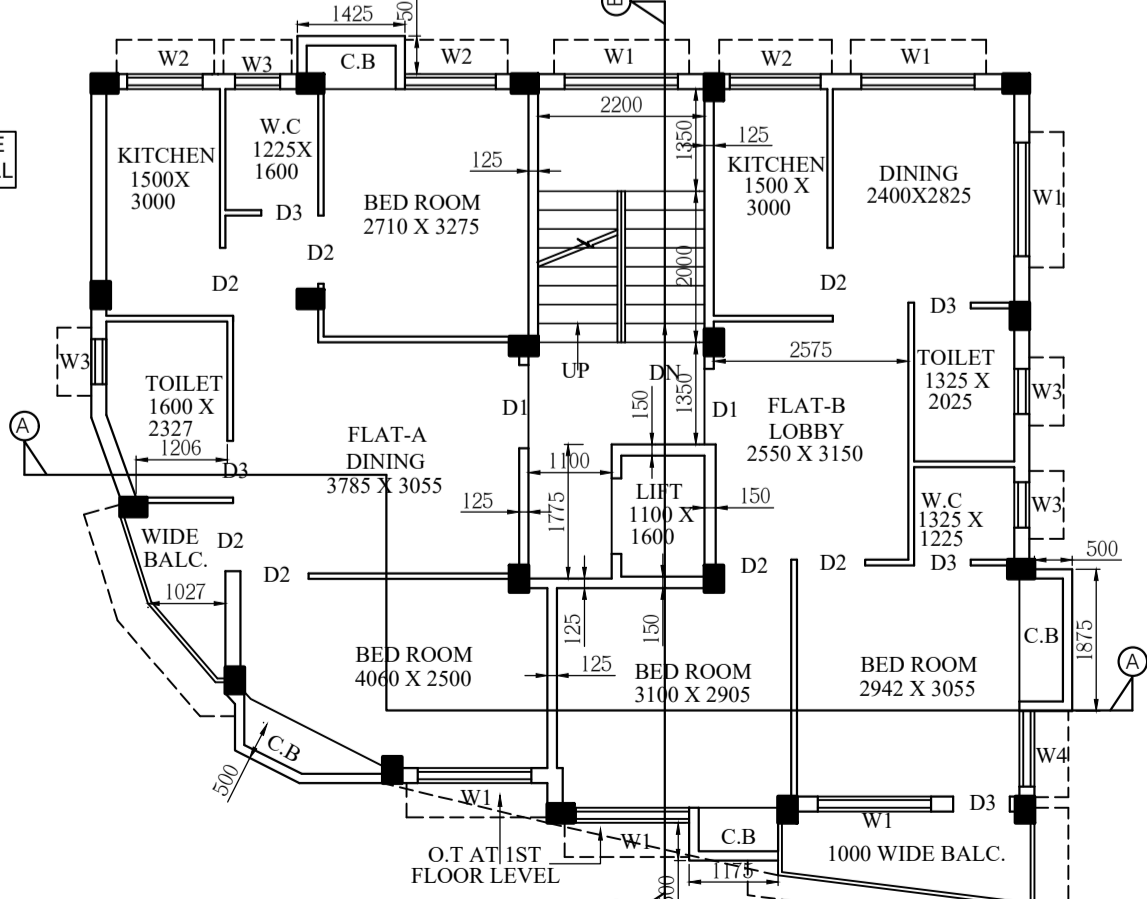 1425
50
B
W2
W3
C.B
W2
W1
W2
W1
E
L
KITCHEN
1500X
3000
W.C
1225X
1600
D3
125
BED ROOM
2710 X 3275
2200
1350
125
KITCHEN
1500 X
3000
DINING
2400X2825
W1
D2
D2
2000
D2
D3
W3
TOILET
1600 X
2327
1206
UP
DN
1350
2575
TOILET
1325 X
2025
W3
A
D1
150
D1
FLAT-A
DINING
3785 X 3055
FLAT-B
LOBBY
2550 X 3150
D3
1100
125
1775
LIFT
1100 X
1600
150
W.C
1325 X
1225
W3
WIDE
BALC.
D2
D2
D2
D2
D3
500
1027
125
150
C.B
1875
BED ROOM
4060 X 2500
125
BED ROOM
3100 X 2905
BED ROOM
2942 X 3055
A
C.B
500
W4
W1
W1
D3
W1
C.B
O.T AT 1ST
FLOOR LEVEL
1000 WIDE BALC.
1175
00